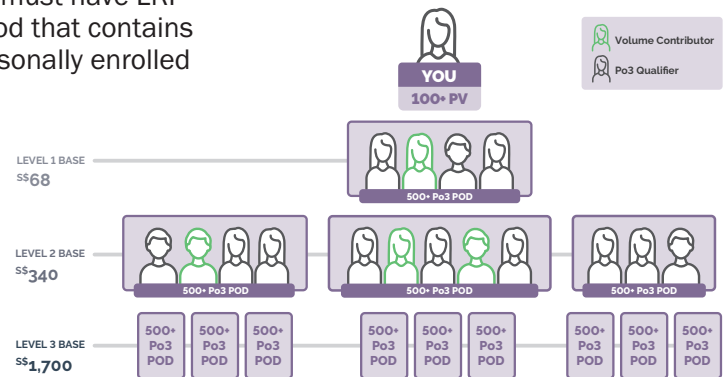 must have LRP
od that contains
sonally enrolled
YOU
100+ PV
Volume Contributor
Po3 Qualifier
LEVEL 1 BASE
S$68
500+ Po3 POD
LEVEL 2 BASE
S$340
500+ Po3 POD
500+ Po3 POD
500+ Po3 POD
LEVEL 3 BASE
S$1,700
500+
Po3
POD
500+
Po3
POD
500+
Po3
POD
500+
Po3
POD
500+
Po3
POD
500+
Po3
POD
500+
Po3
POD
500+
Po3
POD
500+
Po3
POD